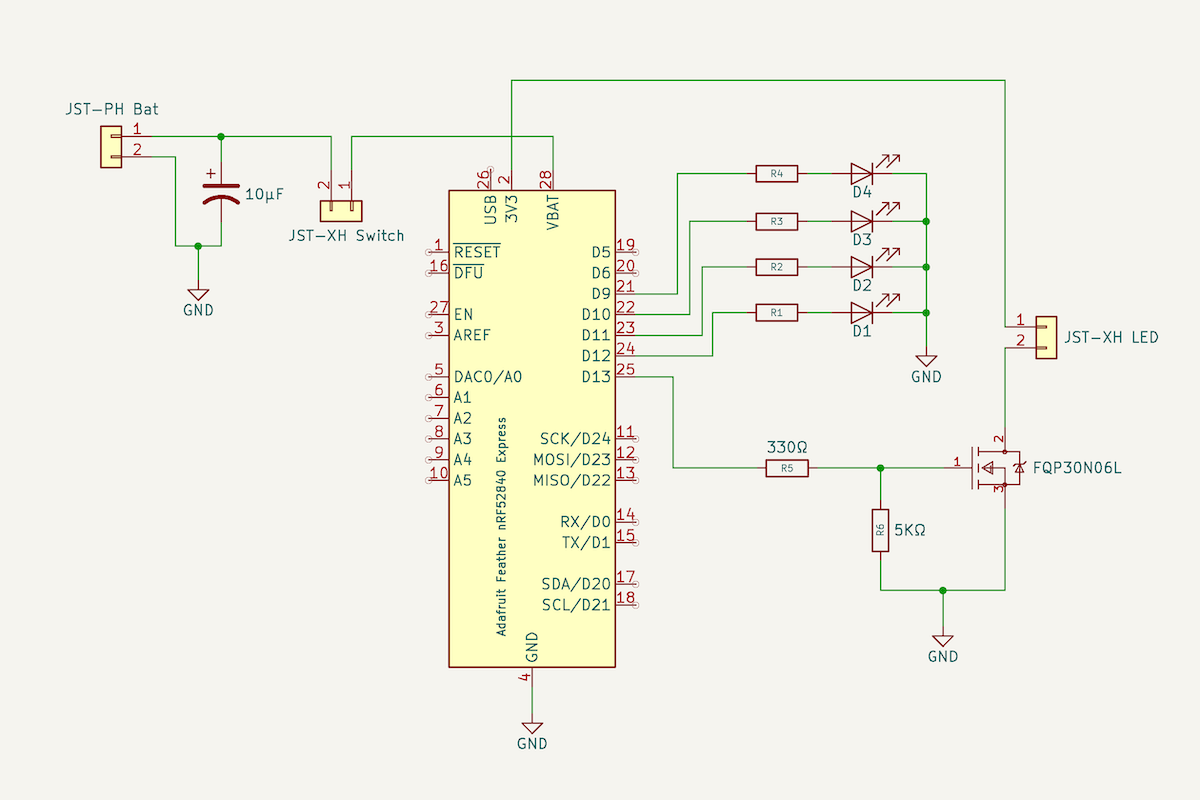 JST-PH Bat
1
2
+
10µF
2
1
JST-XH Switch
GND
26
2
28
USB
3V3
VBAT
1
RESET
16
DFU
27
EN
3
AREF
5
DAC0/A0
6
A1
7
A2
8
A3
9
A4
10
A5
Adafruit Feather nRF52840 Express
D5
19
D6
20
D9
21
D10
22
D11
23
D12
24
D13
25
SCK/D24
11
MOSI/D23
12
MISO/D22
13
RX/D0
14
TX/D1
15
SDA/D20
17
SCL/D21
18
GND
4
GND
R4
D4
R3
D3
R2
D2
R1
D1
GND
1
2
JST-XH LED
330Ω
R5
R6
5KΩ
1
2
3
FQP30N06L
GND